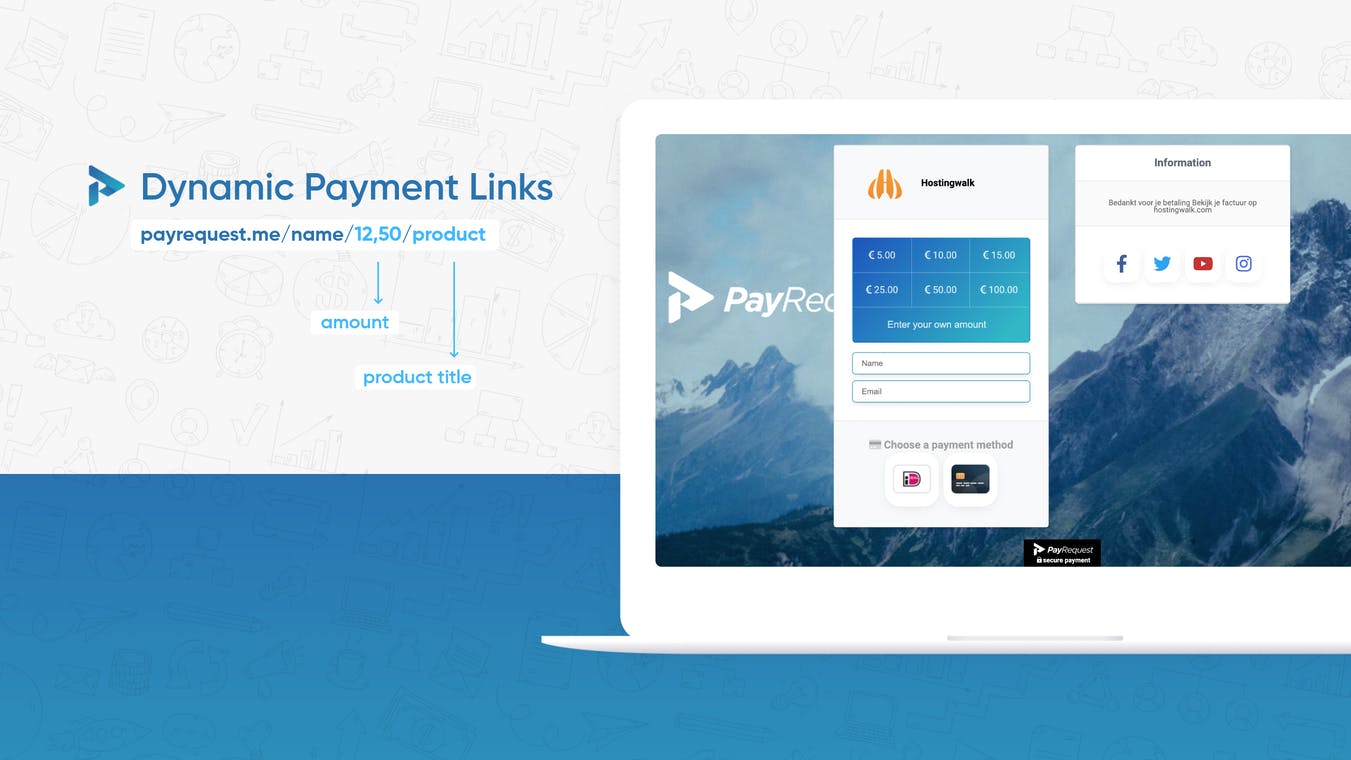 Dynamic Payment Links
payrequest.me/name/12,50/product
amount
product title
PayRec
Hostingwalk
€ 5.00
€ 10.00
€ 15.00
€ 25.00
€ 50.00
€ 100.00
Enter your own amount
Name
Email
Choose a payment method
iD
Information
Bedankt voor je betaling Bekijk je factuur op
hostingwalk.com
PayRequest
secure payment